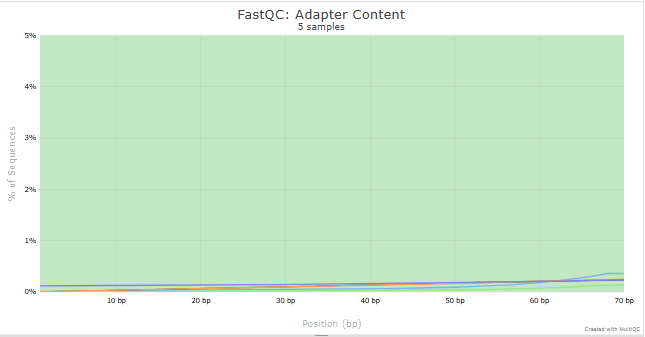 FastQC: Adapter Content
5 samples
5%
4%
3%
2%
1%
0%
% of Sequences
10 bp
20 bp
30 bp
40 bp
50 bp
60 bp
70 bp
Position (bp)
Created with MultiQC